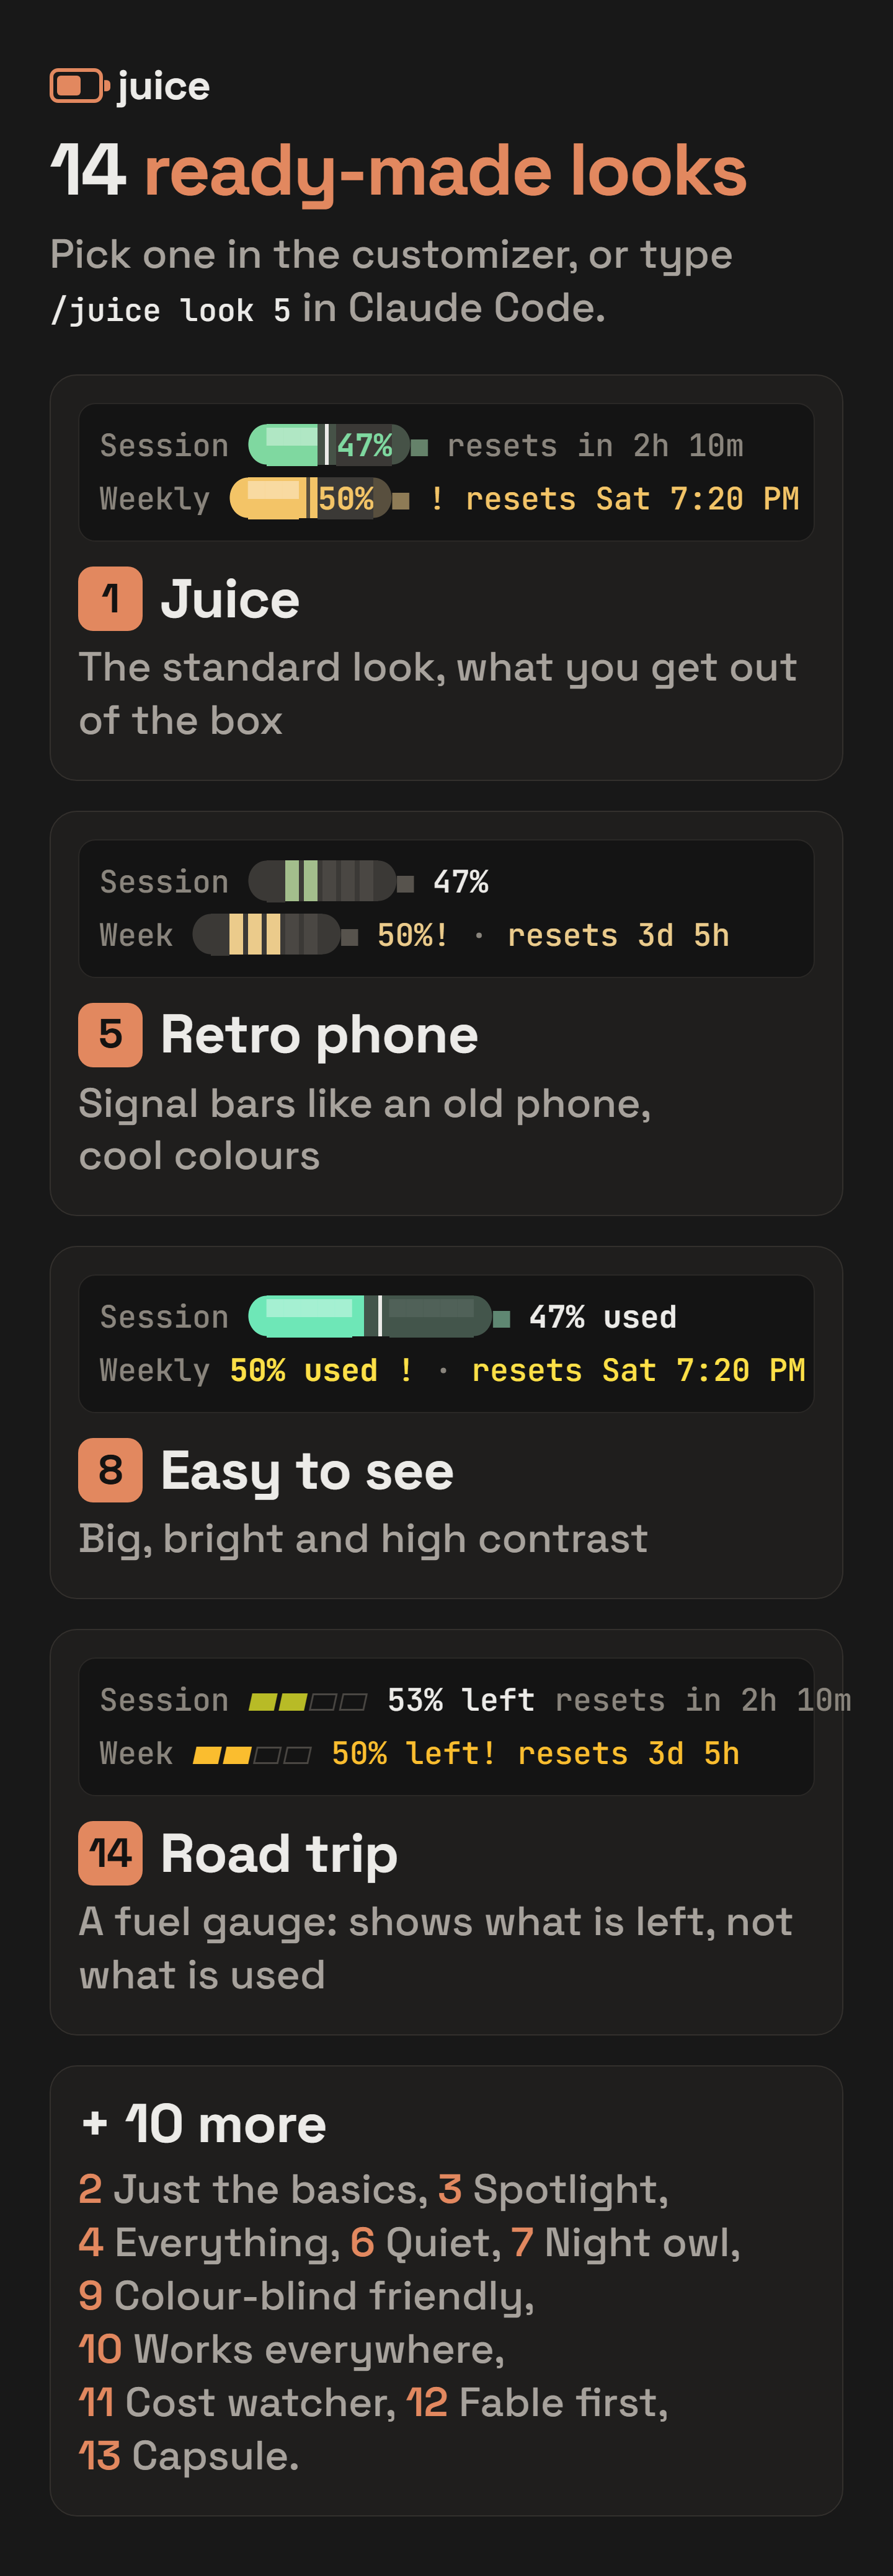 juice
14 ready-made looks
Pick one in the customizer, or type
/juice look 5 in Claude Code.
Session 47% resets in 2h 10m
Weekly 50% ! resets Sat 7:20 PM
1 Juice
The standard look, what you get out
of the box
Session 47%
Week 50%! · resets 3d 5h
5 Retro phone
Signal bars like an old phone,
cool colours
Session 47% used
Weekly 50% used ! · resets Sat 7:20 PM
8 Easy to see
Big, bright and high contrast
Session 53% left resets in 2h 10m
Week 50% left! resets 3d 5h
14 Road trip
A fuel gauge: shows what is left, not
what is used
+ 10 more
2 Just the basics, 3 Spotlight,
4 Everything, 6 Quiet, 7 Night owl,
9 Colour-blind friendly,
10 Works everywhere,
11 Cost watcher, 12 Fable first,
13 Capsule.